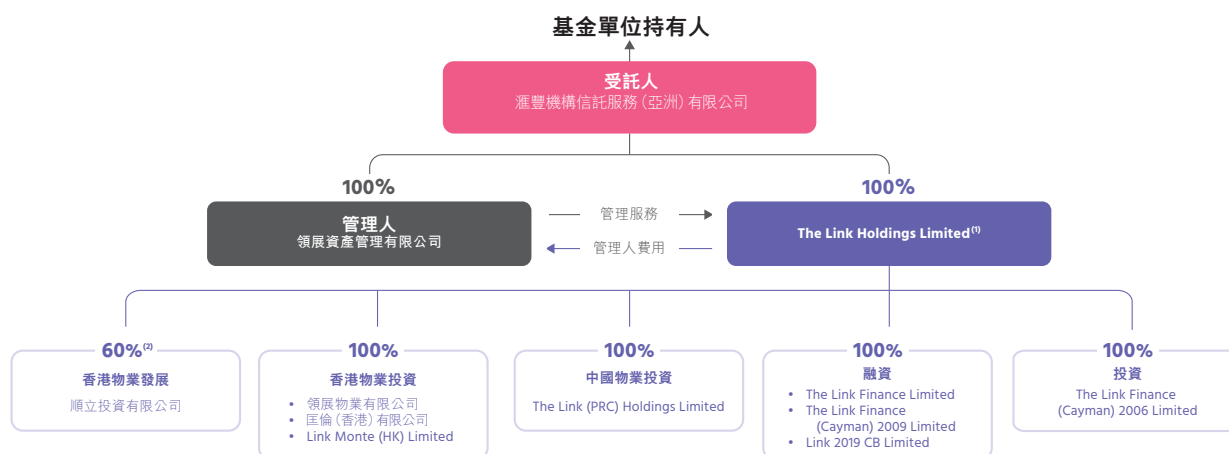 基金單位持有人
受託人
滙豐機構信託服務(亞洲)有限公司
100%
100%
管理人
領展資產管理有限公司
管理服務
管理人費用
The Link Holdings Limited(1)
60%(2)
香港物業發展
順立投資有限公司
100%
香港物業投資
• 領展物業有限公司
• 匡倫(香港)有限公司
• Link Monte (HK) Limited
100%
中國物業投資
The Link (PRC) Holdings Limited
100%
融資
• The Link Finance Limited
• The Link Finance
(Cayman) 2009 Limited
• Link 2019 CB Limited
100%
投資
The Link Finance
(Cayman) 2006 Limited